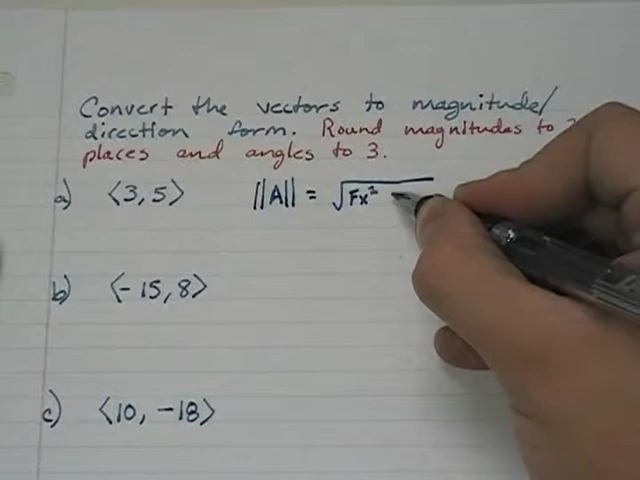 Convert the vectors to magnitude/
direction form. Round magnitudes to
places and angles to 3.
a) ⟨3, 5⟩ ||A|| = √Fx²
b) ⟨-15, 8⟩
c) ⟨10, -18⟩